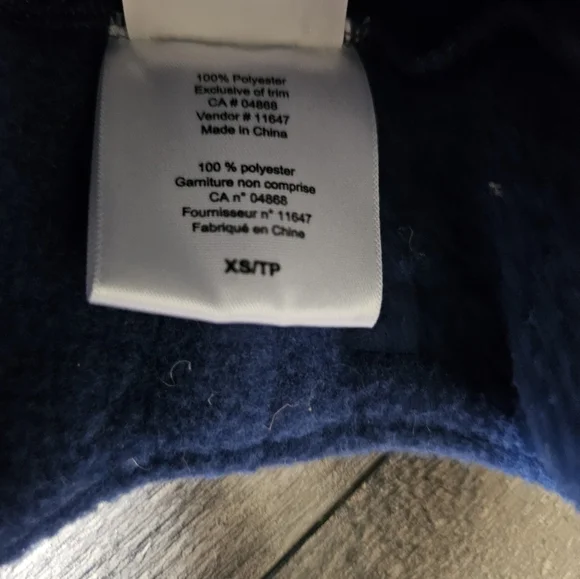 100% Polyester
Exclusive of trim
CA # 04868
Vendor # 11647
Made in China
100 % polyester
Garniture non comprise
CA n° 04868
Fournisseur n° 11647
Fabriqué en Chine
XS/TP